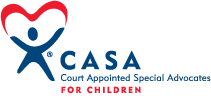 ® CASA
Court Appointed Special Advocates
FOR CHILDREN